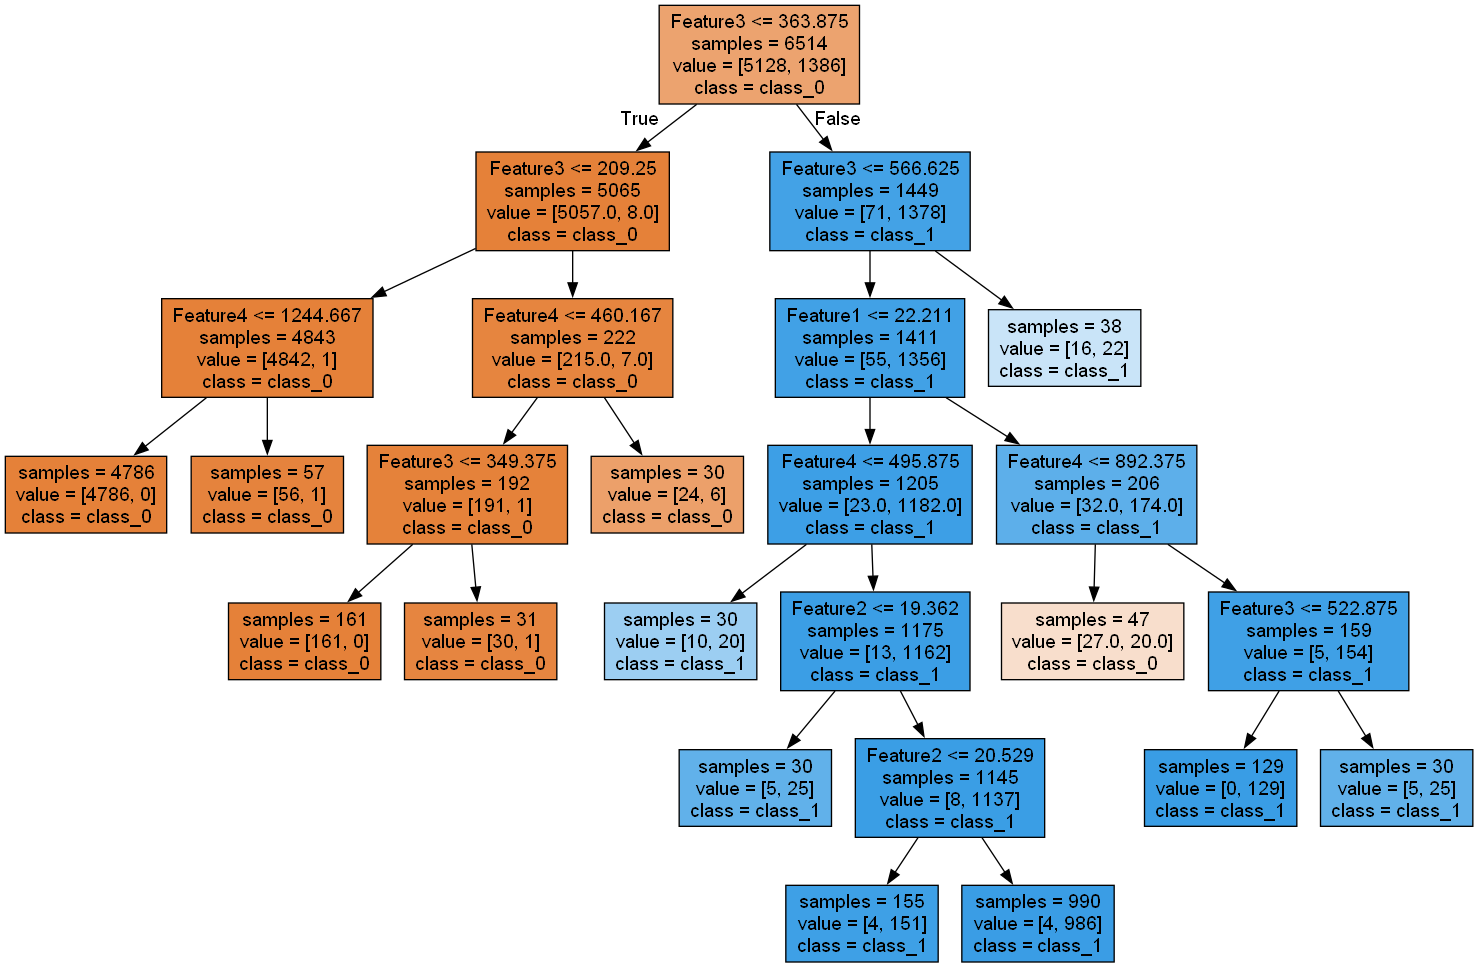 Feature3 <= 363.875
samples = 6514
value = [5128, 1386]
class = class_0
True
False
Feature3 <= 209.25
samples = 5065
value = [5057.0, 8.0]
class = class_0
Feature3 <= 566.625
samples = 1449
value = [71, 1378]
class = class_1
Feature4 <= 1244.667
samples = 4843
value = [4842, 1]
class = class_0
Feature4 <= 460.167
samples = 222
value = [215.0, 7.0]
class = class_0
Feature1 <= 22.211
samples = 1411
value = [55, 1356]
class = class_1
samples = 38
value = [16, 22]
class = class_1
samples = 4786
value = [4786, 0]
class = class_0
samples = 57
value = [56, 1]
class = class_0
Feature3 <= 349.375
samples = 192
value = [191, 1]
class = class_0
samples = 30
value = [24, 6]
class = class_0
Feature4 <= 495.875
samples = 1205
value = [23.0, 1182.0]
class = class_1
Feature4 <= 892.375
samples = 206
value = [32.0, 174.0]
class = class_1
samples = 161
value = [161, 0]
class = class_0
samples = 31
value = [30, 1]
class = class_0
samples = 30
value = [10, 20]
class = class_1
Feature2 <= 19.362
samples = 1175
value = [13, 1162]
class = class_1
samples = 47
value = [27.0, 20.0]
class = class_0
Feature3 <= 522.875
samples = 159
value = [5, 154]
class = class_1
samples = 30
value = [5, 25]
class = class_1
Feature2 <= 20.529
samples = 1145
value = [8, 1137]
class = class_1
samples = 129
value = [0, 129]
class = class_1
samples = 30
value = [5, 25]
class = class_1
samples = 155
value = [4, 151]
class = class_1
samples = 990
value = [4, 986]
class = class_1